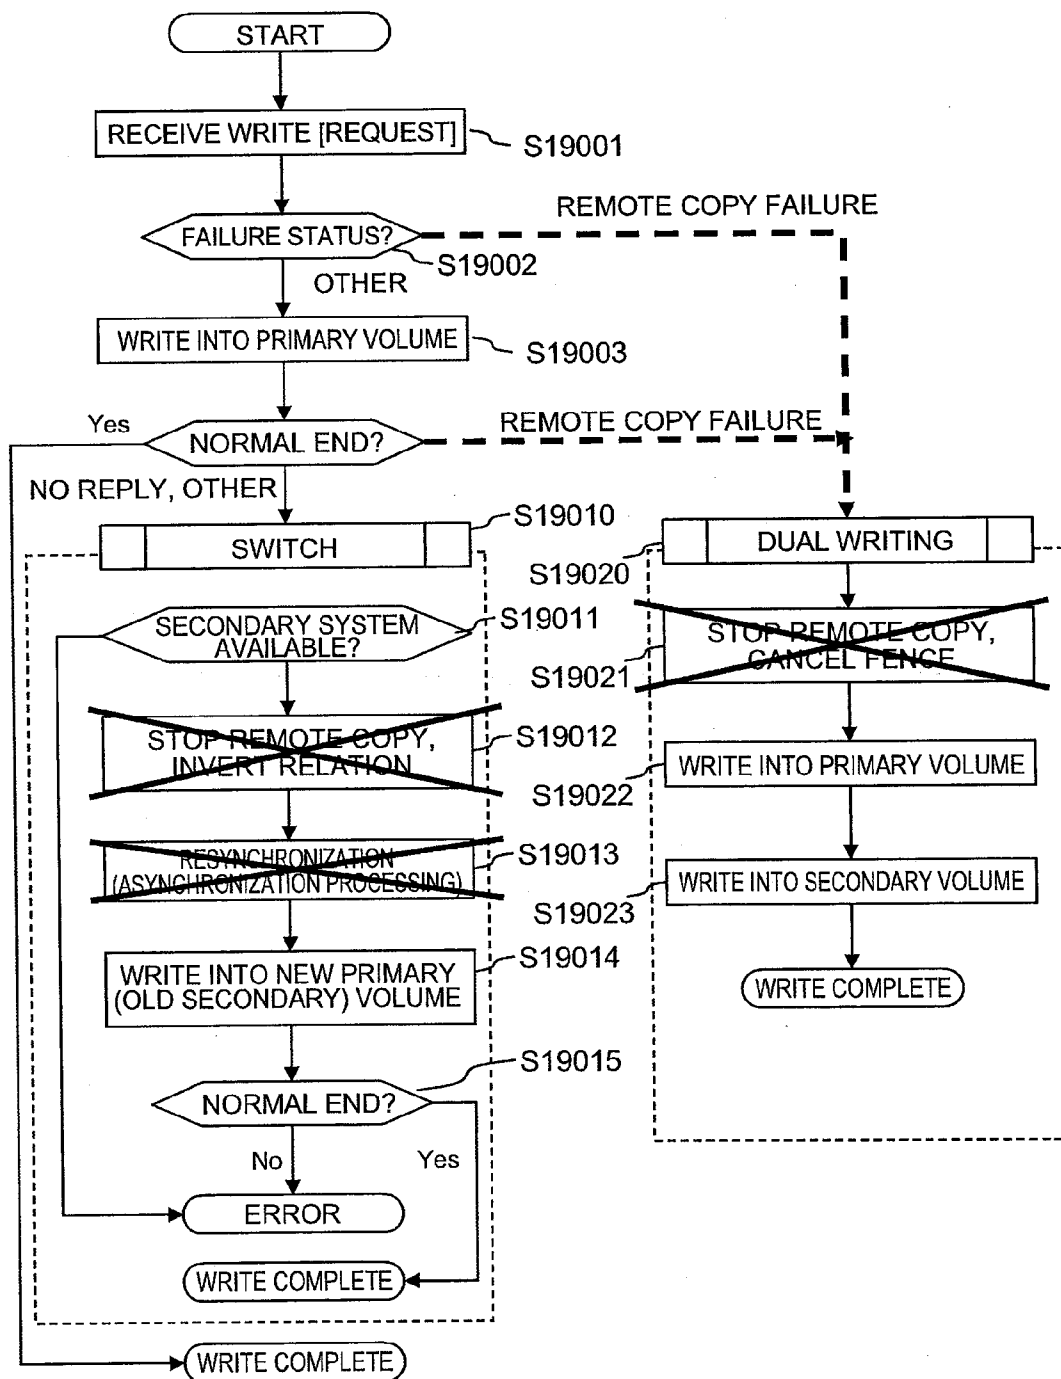 START
RECEIVE WRITE [REQUEST]
S19001
REMOTE COPY FAILURE
FAILURE STATUS?
S19002
OTHER
WRITE INTO PRIMARY VOLUME
S19003
Yes
NORMAL END?
REMOTE COPY FAILURE
NO REPLY, OTHER
S19010
SWITCH
S19020
DUAL WRITING
SECONDARY SYSTEM
AVAILABLE?
S19011
STOP REMOTE COPY,
CANCEL FENCE
S19021
STOP REMOTE COPY,
INVERT RELATION
S19012
WRITE INTO PRIMARY VOLUME
S19022
RESYNCHRONIZATION
(ASYNCHRONIZATION PROCESSING)
S19013
WRITE INTO SECONDARY VOLUME
S19023
WRITE INTO NEW PRIMARY
(OLD SECONDARY) VOLUME
S19014
WRITE COMPLETE
S19015
NORMAL END?
No
Yes
ERROR
WRITE COMPLETE
WRITE COMPLETE